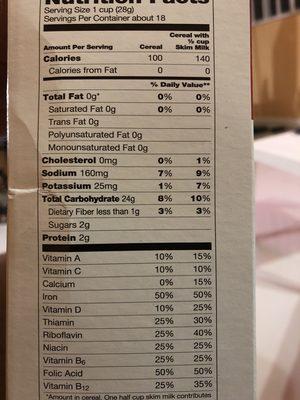 Nutrition Facts
Serving Size 1 cup (28g)
Servings Per Container about 18
Cereal with
½ cup
Amount Per Serving Cereal Skim Milk
Calories 100 140
Calories from Fat 0 0
% Daily Value**
Total Fat 0g* 0% 0%
Saturated Fat 0g 0% 0%
Trans Fat 0g
Polyunsaturated Fat 0g
Monounsaturated Fat 0g
Cholesterol 0mg 0% 1%
Sodium 160mg 7% 9%
Potassium 25mg 1% 7%
Total Carbohydrate 24g 8% 10%
Dietary Fiber less than 1g 3% 3%
Sugars 2g
Protein 2g
Vitamin A 10% 15%
Vitamin C 10% 10%
Calcium 0% 15%
Iron 50% 50%
Vitamin D 10% 25%
Thiamin 25% 30%
Riboflavin 25% 40%
Niacin 25% 25%
Vitamin B6 25% 25%
Folic Acid 50% 50%
Vitamin B12 25% 35%
*Amount in cereal. One half cup skim milk contributes